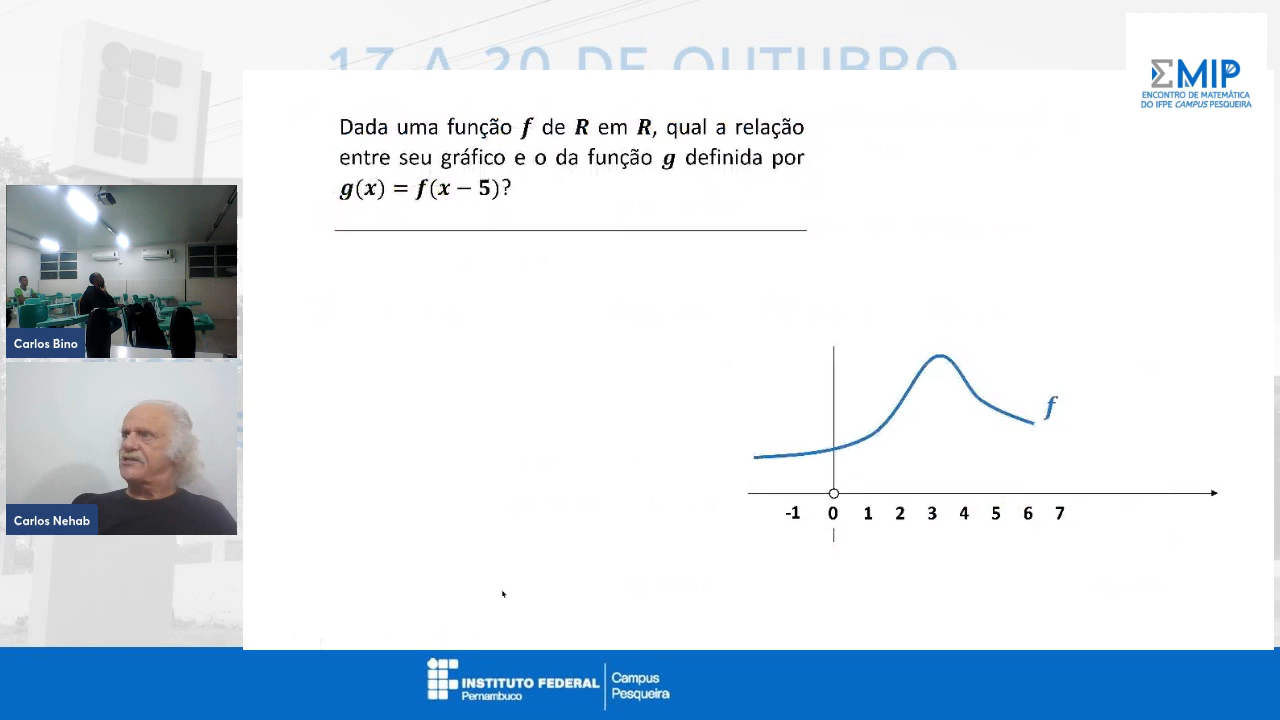 17 A 20 DE OUTUBRO
ΣMIP
ENCONTRO DE MATEMÁTICA
DO IFPE CAMPUS PESQUEIRA
Dada uma função f de R em R, qual a relação
entre seu gráfico e o da função g definida por
g(x) = f(x − 5)?
Carlos Bino
Carlos Nehab
f
-1 0 1 2 3 4 5 6 7
INSTITUTO FEDERAL
Pernambuco
Campus
Pesqueira